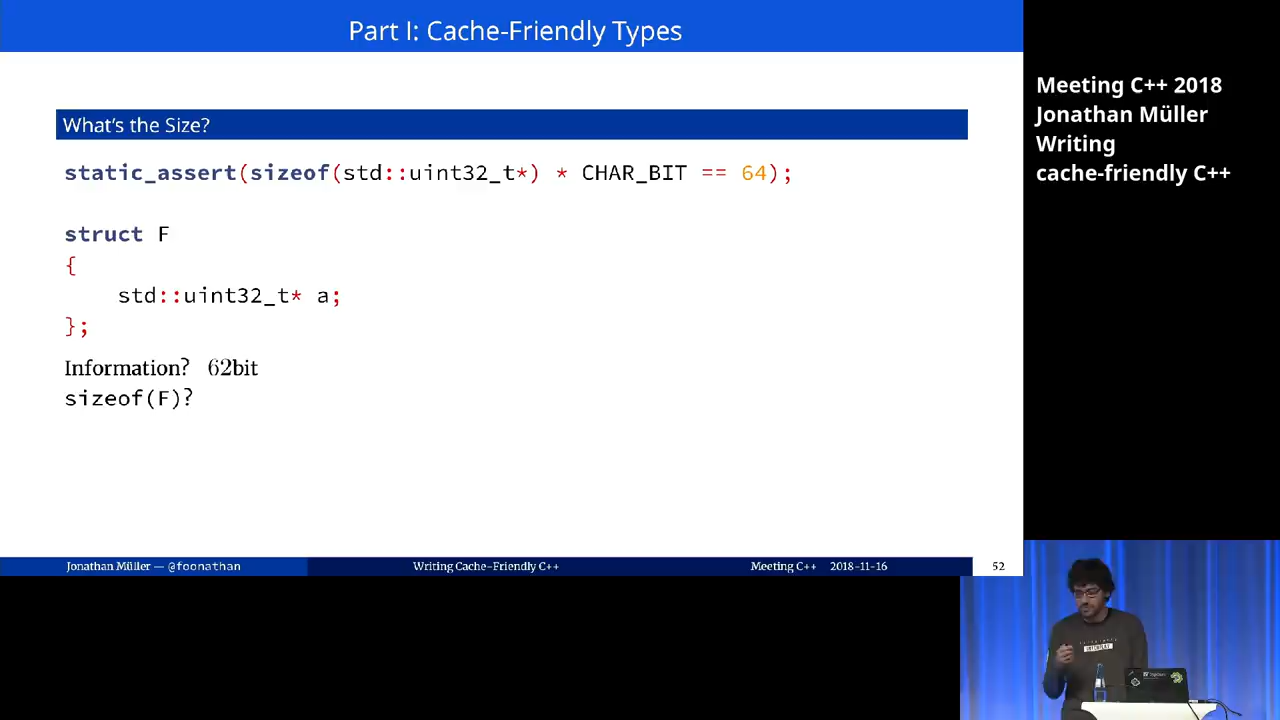 Part I: Cache-Friendly Types
What's the Size?
static_assert(sizeof(std::uint32_t*) * CHAR_BIT == 64);
struct F
{
std::uint32_t* a;
};
Information? 62bit
sizeof(F)?
Jonathan Müller — @foonathan
Writing Cache-Friendly C++
Meeting C++ 2018-11-16
52
Meeting C++ 2018
Jonathan Müller
Writing
cache-friendly C++